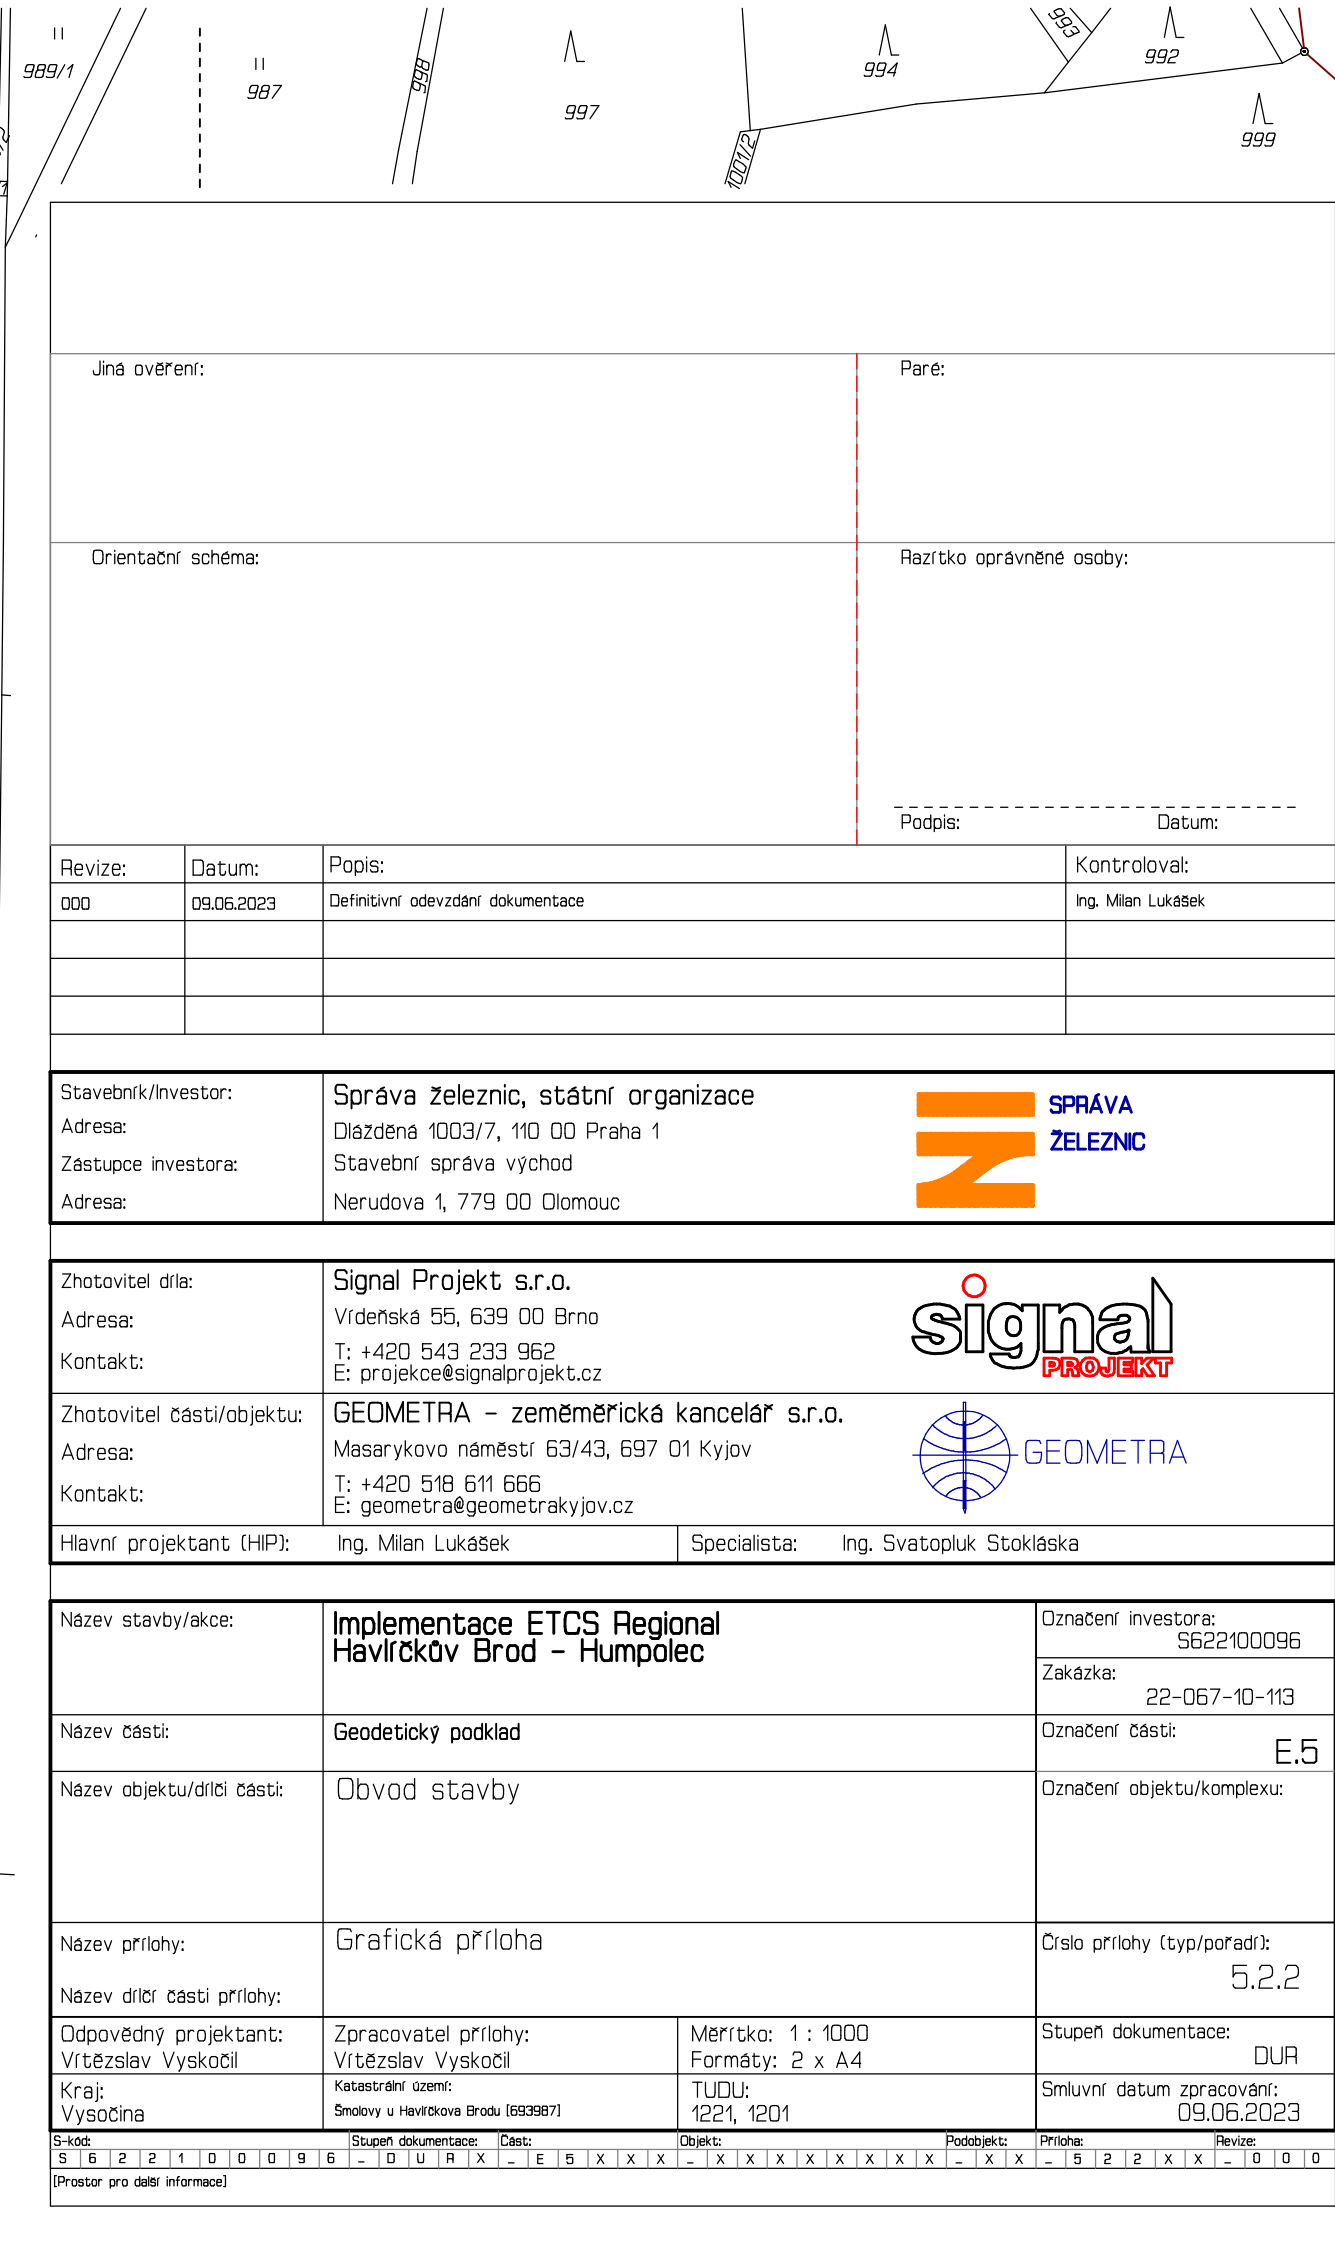 989/1
987
998
997
994
993
992
999
1001/2
Jiná ověření:
Paré:
Orientační schéma:
Razítko oprávněné osoby:
Podpis:
Datum:
Revize:
Datum:
Popis:
Kontroloval:
000
09.06.2023
Definitivní odevzdání dokumentace
Ing. Milan Lukášek
Stavebník/Investor:
Správa železnic, státní organizace
Adresa:
Dlážděná 1003/7, 110 00 Praha 1
Zástupce investora:
Stavební správa východ
Adresa:
Nerudova 1, 779 00 Olomouc
SPRÁVA
ŽELEZNIC
Zhotovitel díla:
Signal Projekt s.r.o.
Adresa:
Vídeňská 55, 639 00 Brno
Kontakt:
T: +420 543 233 962
E: projekce@signalprojekt.cz
signal
PROJEKT
Zhotovitel části/objektu:
GEOMETRA - zeměměřická kancelář s.r.o.
Adresa:
Masarykovo náměstí 63/43, 697 01 Kyjov
Kontakt:
T: +420 518 611 666
E: geometra@geometrakyjov.cz
GEOMETRA
Hlavní projektant (HIP):
Ing. Milan Lukášek
Specialista:
Ing. Svatopluk Stokláska
Název stavby/akce:
Implementace ETCS Regional
Havlíčkův Brod - Humpolec
Označení investora:
S622100096
Zakázka:
22-067-10-113
Název části:
Geodetický podklad
Označení části:
E.5
Název objektu/dílči části:
Obvod stavby
Označení objektu/komplexu:
Název přílohy:
Grafická příloha
Číslo přílohy (typ/pořadí):
5.2.2
Název dílčí části přílohy:
Odpovědný projektant:
Vítězslav Vyskočil
Zpracovatel přílohy:
Vítězslav Vyskočil
Měřítko: 1 : 1000
Formáty: 2 x A4
Stupeň dokumentace:
DUR
Kraj:
Vysočina
Katastrální území:
Šmolovy u Havlíčkova Brodu [693987]
TUDU:
1221, 1201
Smluvní datum zpracování:
09.06.2023
S-kód:
Stupeň dokumentace:
Část:
Objekt:
Podobjekt:
Příloha:
Revize:
S 6 2 2 1 0 0 0 9 6 _ D U R X _ E 5 X X X _ X X X X X X X X _ X X _ 5 2 2 X X _ 0 0 0
[Prostor pro další informace]